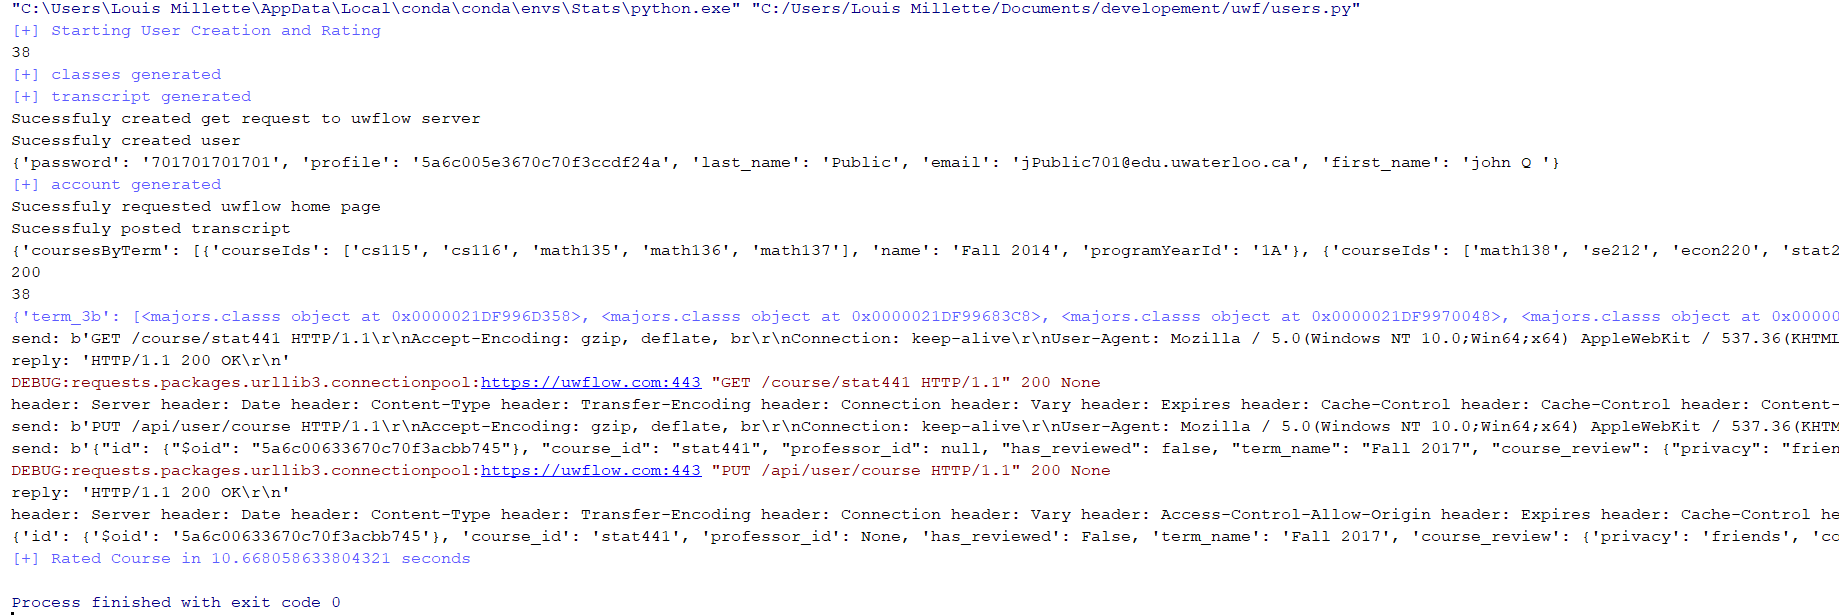 "C:\Users\Louis Millette\AppData\Local\conda\conda\envs\Stats\python.exe" "C:/Users/Louis Millette/Documents/developement/uwf/users.py"
[+] Starting User Creation and Rating
38
[+] classes generated
[+] transcript generated
Sucessfuly created get request to uwflow server
Sucessfuly created user
{'password': '701701701701', 'profile': '5a6c005e3670c70f3ccdf24a', 'last_name': 'Public', 'email': 'jPublic701@edu.uwaterloo.ca', 'first_name': 'john Q '}
[+] account generated
Sucessfuly requested uwflow home page
Sucessfuly posted transcript
{'coursesByTerm': [{'courseIds': ['cs115', 'cs116', 'math135', 'math136', 'math137'], 'name': 'Fall 2014', 'programYearId': '1A'}, {'courseIds': ['math138', 'se212', 'econ220', 'stat2
200
38
{'term_3b': [<majors.classs object at 0x0000021DF996D358>, <majors.classs object at 0x0000021DF99683C8>, <majors.classs object at 0x0000021DF9970048>, <majors.classs object at 0x00000
send: b'GET /course/stat441 HTTP/1.1\r\nAccept-Encoding: gzip, deflate, br\r\nConnection: keep-alive\r\nUser-Agent: Mozilla / 5.0(Windows NT 10.0;Win64;x64) AppleWebKit / 537.36(KHTML
reply: 'HTTP/1.1 200 OK\r\n'
DEBUG:requests.packages.urllib3.connectionpool:https://uwflow.com:443 "GET /course/stat441 HTTP/1.1" 200 None
header: Server header: Date header: Content-Type header: Transfer-Encoding header: Connection header: Vary header: Expires header: Cache-Control header: Cache-Control header: Content-
send: b'PUT /api/user/course HTTP/1.1\r\nAccept-Encoding: gzip, deflate, br\r\nConnection: keep-alive\r\nUser-Agent: Mozilla / 5.0(Windows NT 10.0;Win64;x64) AppleWebKit / 537.36(KHTM
send: b'{"id": {"$oid": "5a6c00633670c70f3acbb745"}, "course_id": "stat441", "professor_id": null, "has_reviewed": false, "term_name": "Fall 2017", "course_review": {"privacy": "frien
DEBUG:requests.packages.urllib3.connectionpool:https://uwflow.com:443 "PUT /api/user/course HTTP/1.1" 200 None
reply: 'HTTP/1.1 200 OK\r\n'
header: Server header: Date header: Content-Type header: Transfer-Encoding header: Connection header: Vary header: Access-Control-Allow-Origin header: Expires header: Cache-Control he
{'id': {'$oid': '5a6c00633670c70f3acbb745'}, 'course_id': 'stat441', 'professor_id': None, 'has_reviewed': False, 'term_name': 'Fall 2017', 'course_review': {'privacy': 'friends', 'co
[+] Rated Course in 10.668058633804321 seconds
Process finished with exit code 0